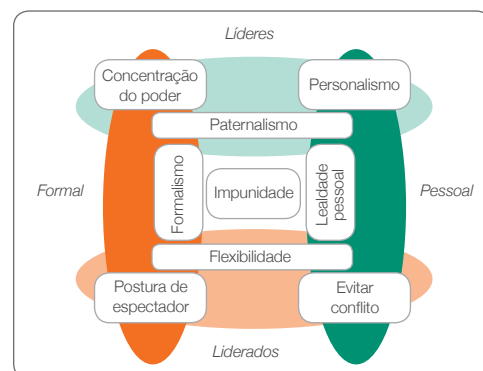 Líderes
Concentração
do poder
Personalismo
Paternalismo
Formal
Formalismo
Impunidade
Lealdade
pessoal
Pessoal
Flexibilidade
Postura de
espectador
Evitar
conflito
Liderados